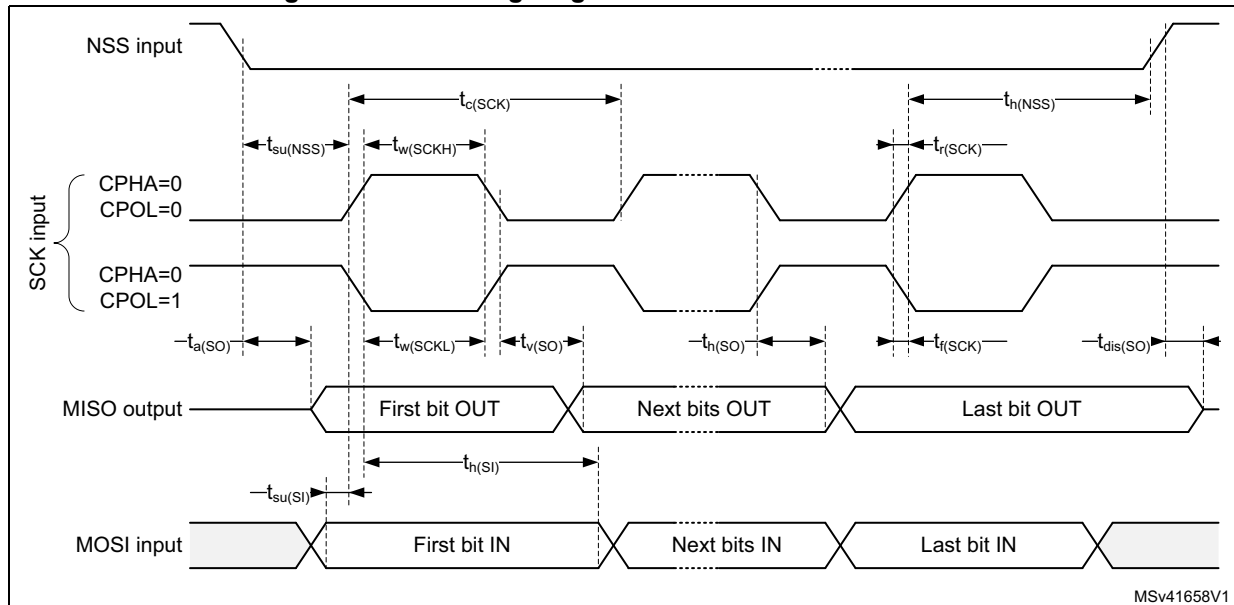 NSS input
tc(SCK)
th(NSS)
tsu(NSS)
tw(SCKH)
tr(SCK)
SCK input
CPHA=0
CPOL=0
CPHA=0
CPOL=1
ta(SO)
tw(SCKL)
tv(SO)
th(SO)
tf(SCK)
tdis(SO)
MISO output
First bit OUT
Next bits OUT
Last bit OUT
th(SI)
tsu(SI)
MOSI input
First bit IN
Next bits IN
Last bit IN
MSv41658V1